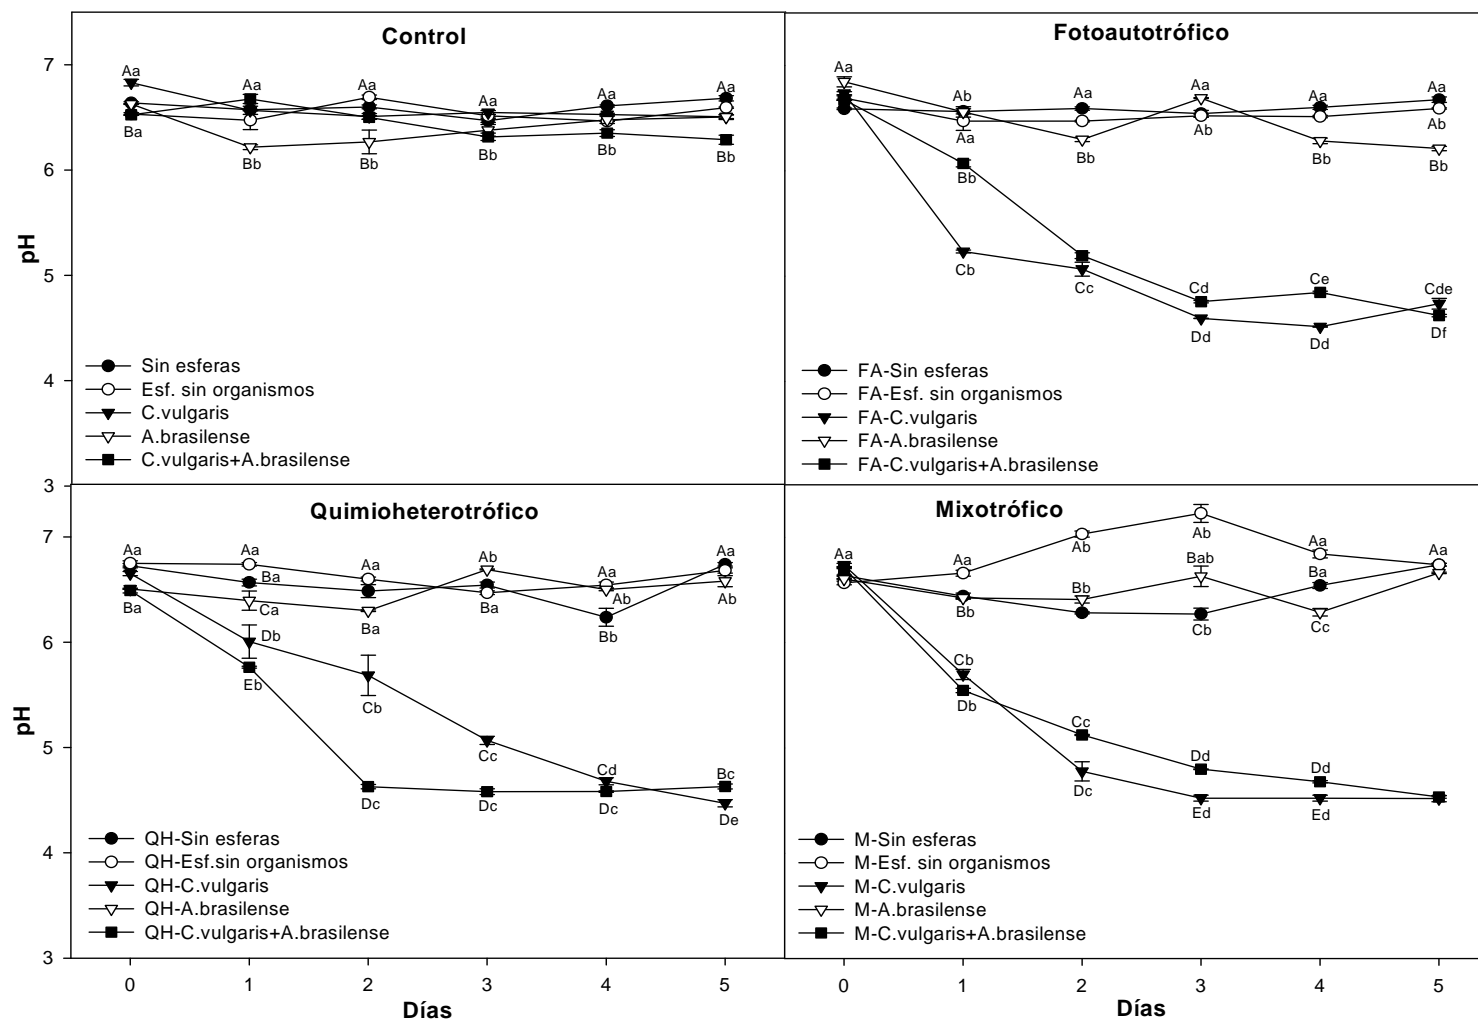 Control
7
6
5
4
3
pH
Aa
Aa
Aa
Aa
Aa
Aa
Ba
Bb
Bb
Bb
Bb
Bb
Sin esferas
Esf. sin organismos
C.vulgaris
A.brasilense
C.vulgaris+A.brasilense
Fotoautotrófico
Aa
Ab
Aa
Aa
Aa
Aa
Aa
Bb
Ab
Bb
Ab
Bb
Bb
Cb
Cc
Cd
Ce
Cde
Dd
Dd
Df
FA-Sin esferas
FA-Esf. sin organismos
FA-C.vulgaris
FA-A.brasilense
FA-C.vulgaris+A.brasilense
Quimioheterotrófico
7
6
5
4
3
pH
Aa
Aa
Aa
Ab
Aa
Aa
Ba
Ba
Ca
Ba
Ba
Ab
Bb
Ab
Db
Eb
Cb
Cc
Cd
Bc
Dc
Dc
Dc
De
QH-Sin esferas
QH-Esf.sin organismos
QH-C.vulgaris
QH-A.brasilense
QH-C.vulgaris+A.brasilense
0 1 2 3 4 5
Días
Mixotrófico
Aa
Aa
Ab
Ab
Aa
Aa
Bb
Bb
Bab
Ba
Cb
Cc
Cb
Db
Cc
Dd
Dd
Dc
Ed
Ed
M-Sin esferas
M-Esf. sin organismos
M-C.vulgaris
M-A.brasilense
M-C.vulgaris+A.brasilense
0 1 2 3 4 5
Días